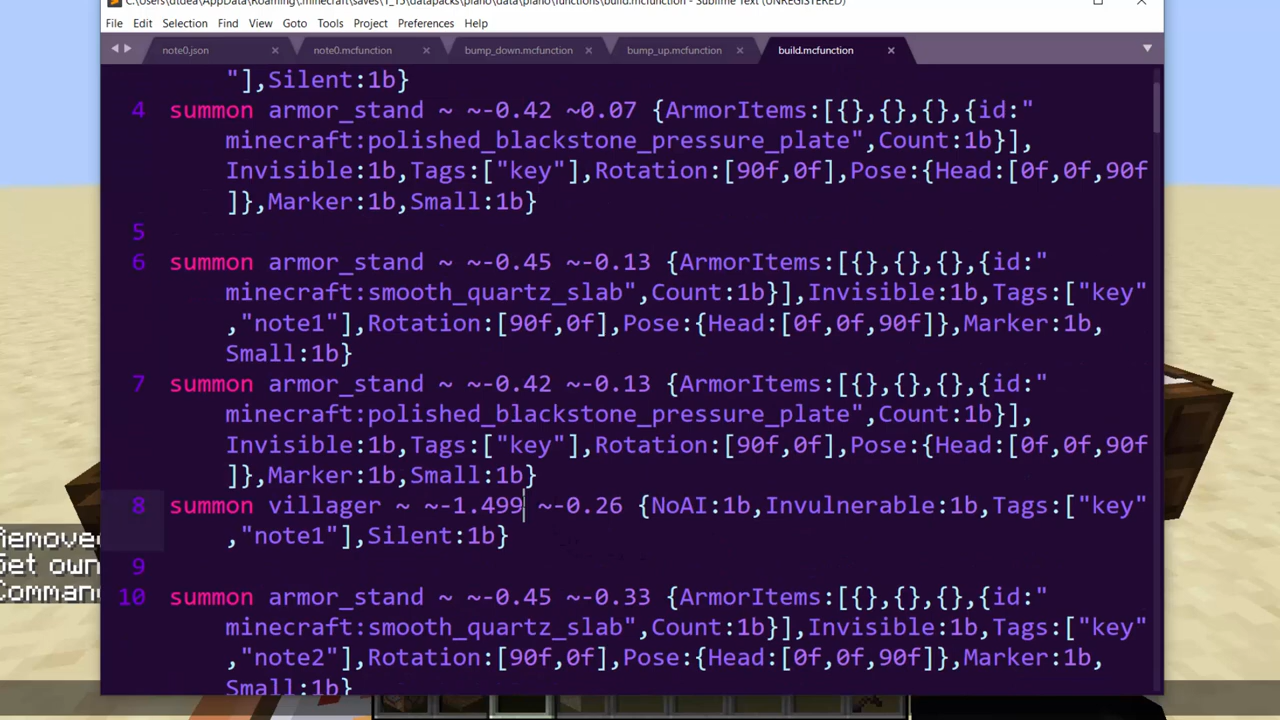 C:\Users\dtdea\AppData\Roaming\.minecraft\saves\1_15\datapacks\piano\data\piano\functions\build.mcfunction - Sublime Text (UNREGISTERED)
File Edit Selection View Goto Tools Project Preferences Help
note0.json × note0.mcfunction × bump_down.mcfunction × bump_up.mcfunction × build.mcfunction ×
"],Silent:1b}
4 summon armor_stand ~ ~-0.42 ~0.07 {ArmorItems:[{},{},{},{id:"
minecraft:polished_blackstone_pressure_plate",Count:1b}],
Invisible:1b,Tags:["key"],Rotation:[90f,0f],Pose:{Head:[0f,0f,90f
]},Marker:1b,Small:1b}
5
6 summon armor_stand ~ ~-0.45 ~-0.13 {ArmorItems:[{},{},{},{id:"
minecraft:smooth_quartz_slab",Count:1b}],Invisible:1b,Tags:["key"
,"note1"],Rotation:[90f,0f],Pose:{Head:[0f,0f,90f]},Marker:1b,
Small:1b}
7 summon armor_stand ~ ~-0.42 ~-0.13 {ArmorItems:[{},{},{},{id:"
minecraft:polished_blackstone_pressure_plate",Count:1b}],
Invisible:1b,Tags:["key"],Rotation:[90f,0f],Pose:{Head:[0f,0f,90f
]},Marker:1b,Small:1b}
8 summon villager ~ ~-1.499 ~-0.26 {NoAI:1b,Invulnerable:1b,Tags:["key"
,"note1"],Silent:1b}
9
10 summon armor_stand ~ ~-0.45 ~-0.33 {ArmorItems:[{},{},{},{id:"
minecraft:smooth_quartz_slab",Count:1b}],Invisible:1b,Tags:["key"
,"note2"],Rotation:[90f,0f],Pose:{Head:[0f,0f,90f]},Marker:1b,
Small:1b}
Removed
Set own
Comman